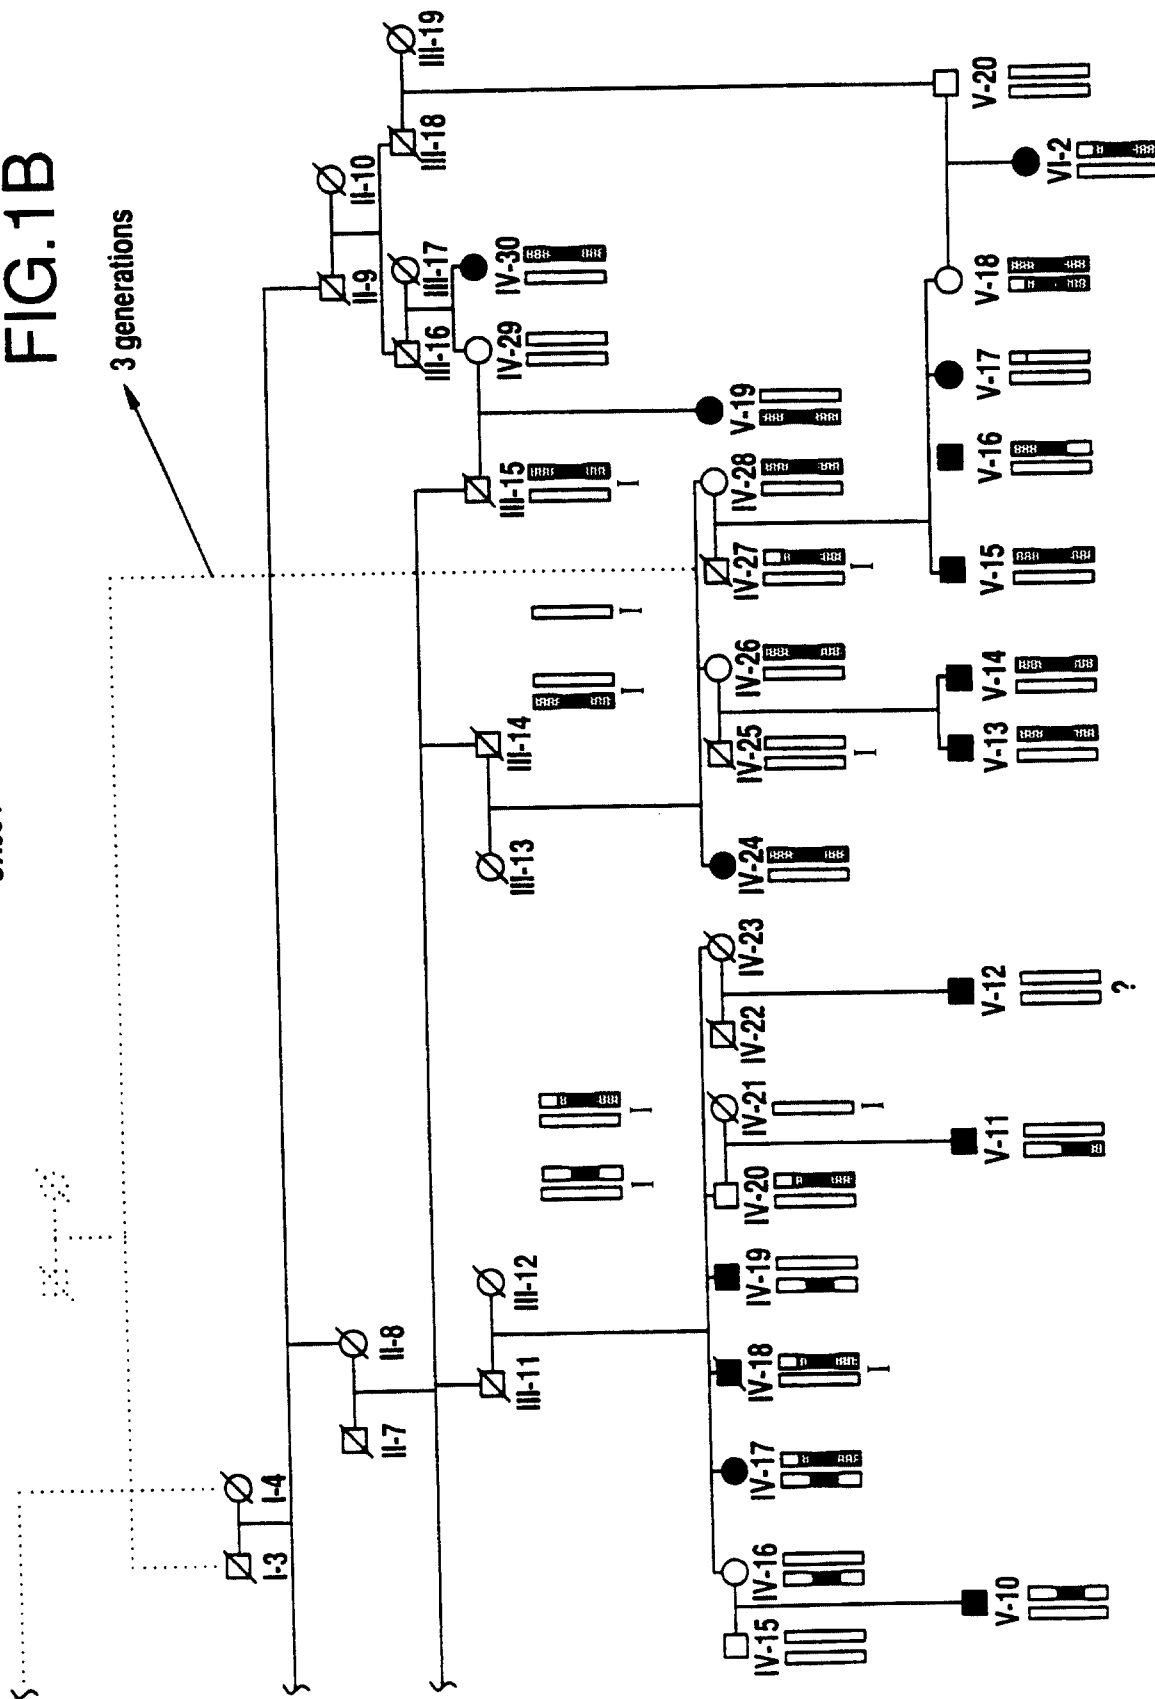 FIG.1B
3 generations
I-3
I-4
II-7
II-8
II-9
II-10
III-11
III-12
III-13
III-14
III-15
III-16
III-17
III-18
III-19
IV-15
IV-16
IV-17
IV-18
I
IV-19
IV-20
IV-21
I
IV-22
IV-23
IV-24
IV-25
I
IV-26
IV-27
I
IV-28
IV-29
IV-30
I
I
I
I
I
V-10
V-11
V-12
?
V-13
V-14
V-15
V-16
V-17
V-18
V-19
V-20
VI-2